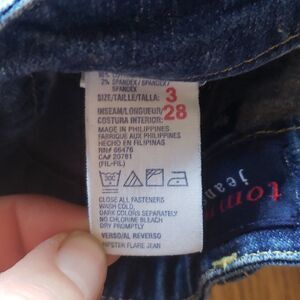 2% SPANDEX/SPANDEX/
SPANDEX
SIZE/TAILLE/TALLA: 3
INSEAM/LONGUEUR/ 28
COSTURA INTERIOR:
MADE IN PHILIPPINES
FABRIQUE AUX PHILIPPINES
HECHO EN FILIPINAS
RN# 66476
CA# 20781
(FIL-FIL)
CLOSE ALL FASTENERS
WASH COLD,
DARK COLORS SEPARATELY
NO CHLORINE BLEACH
DRY PROMPTLY
VERSO/AL REVERSO
HIPSTER FLARE JEAN
tom
jean